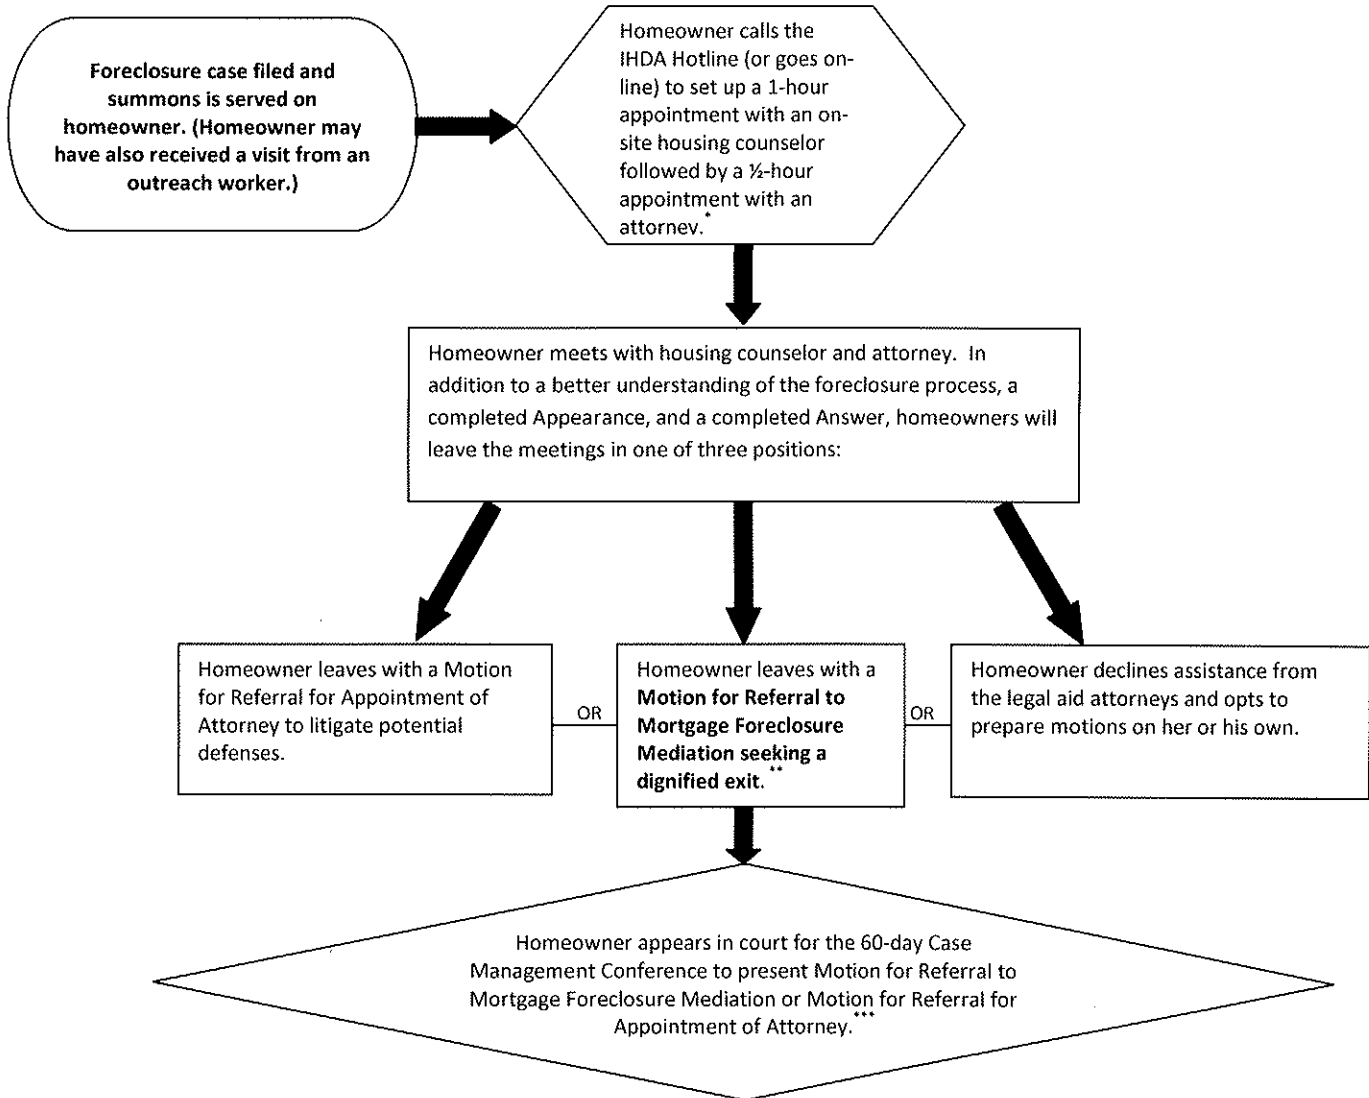 Foreclosure case filed and
summons is served on
homeowner. (Homeowner may
have also received a visit from an
outreach worker.)
Homeowner calls the
IHDA Hotline (or goes on-
line) to set up a 1-hour
appointment with an on-
site housing counselor
followed by a ½-hour
appointment with an
attorney.*
Homeowner meets with housing counselor and attorney. In
addition to a better understanding of the foreclosure process, a
completed Appearance, and a completed Answer, homeowners will
leave the meetings in one of three positions:
Homeowner leaves with a Motion
for Referral for Appointment of
Attorney to litigate potential
defenses.
OR
Homeowner leaves with a
Motion for Referral to
Mortgage Foreclosure
Mediation seeking a
dignified exit.**
OR
Homeowner declines assistance from
the legal aid attorneys and opts to
prepare motions on her or his own.
Homeowner appears in court for the 60-day Case
Management Conference to present Motion for Referral to
Mortgage Foreclosure Mediation or Motion for Referral for
Appointment of Attorney.***